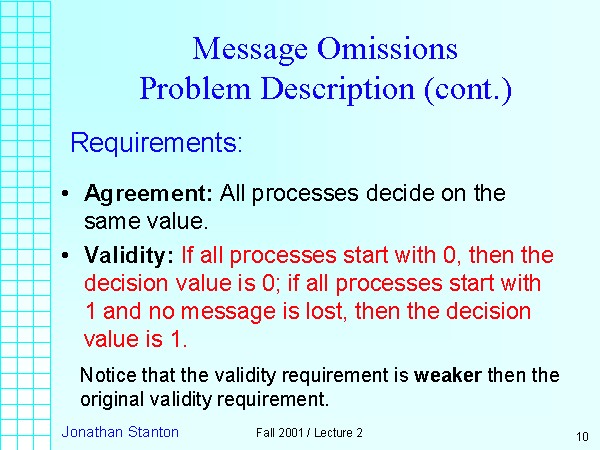 Message Omissions
Problem Description (cont.)
Requirements:
• Agreement: All processes decide on the
same value.
• Validity: If all processes start with 0, then the
decision value is 0; if all processes start with
1 and no message is lost, then the decision
value is 1.
Notice that the validity requirement is weaker then the
original validity requirement.
Jonathan Stanton Fall 2001 / Lecture 2 10